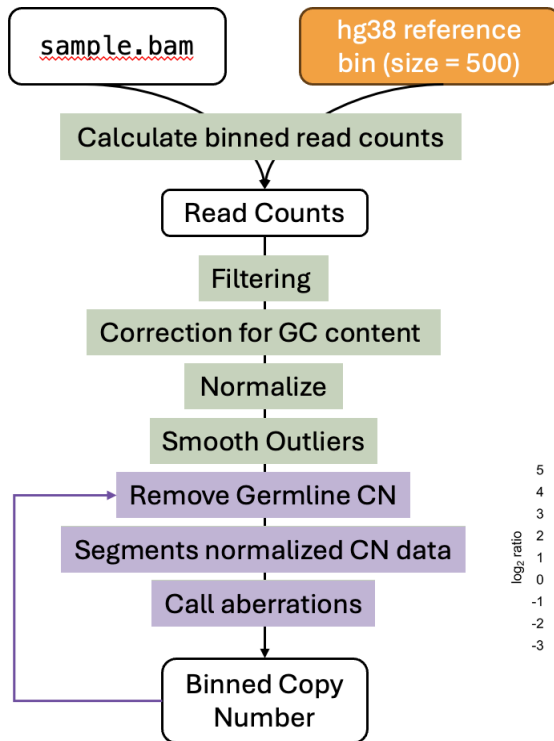 sample.bam
hg38 reference
bin (size = 500)
Calculate binned read counts
Read Counts
Filtering
Correction for GC content
Normalize
Smooth Outliers
Remove Germline CN
Segments normalized CN data
Call aberrations
Binned Copy
Number
5
4
3
2
1
0
-1
-2
-3
log2 ratio